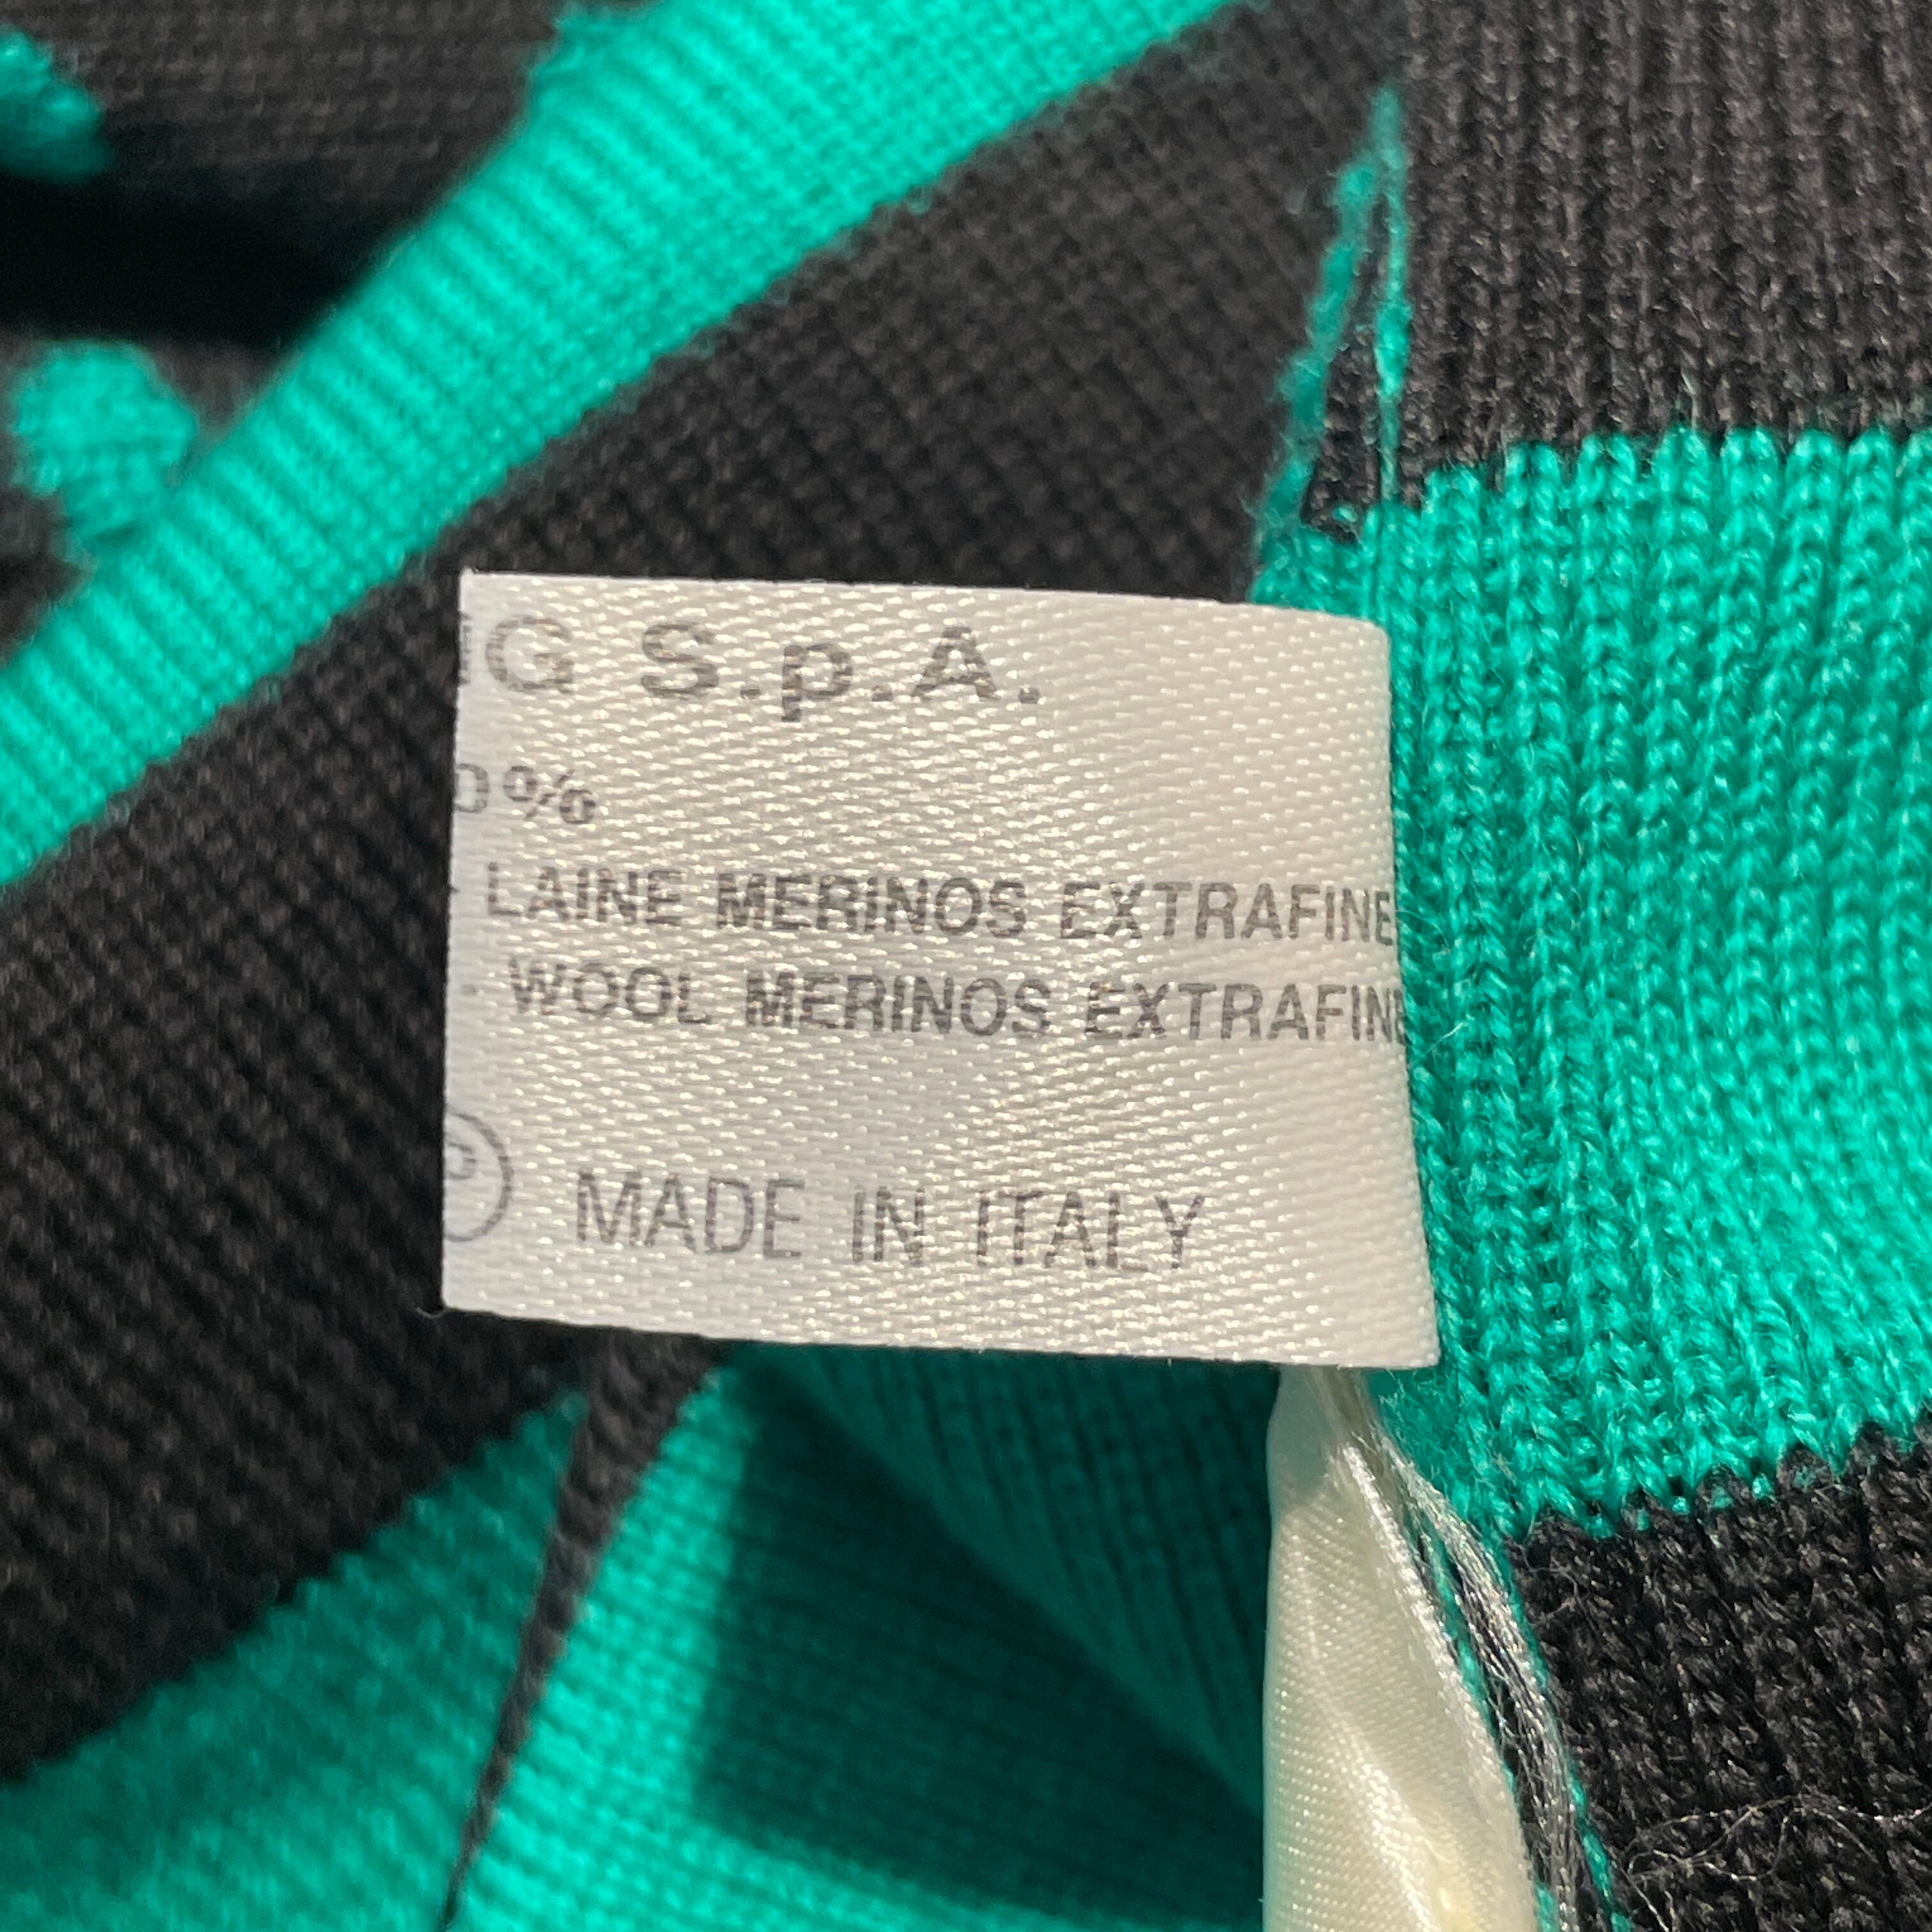 G S.p.A.
0%
LAINE MERINOS EXTRAFINE
WOOL MERINOS EXTRAFINE
P MADE IN ITALY